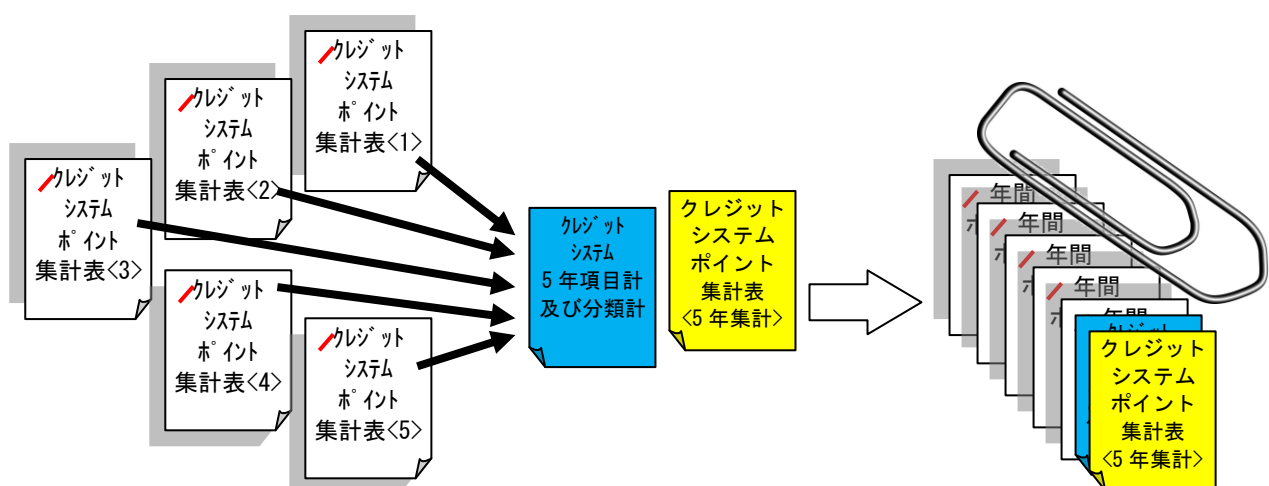 クレジット
システム
ポイント
集計表<1>
クレジット
システム
ポイント
集計表<2>
クレジット
システム
ポイント
集計表<3>
クレジット
システム
ポイント
集計表<4>
クレジット
システム
ポイント
集計表<5>
クレジット
システム
5年項目計
及び分類計
クレジット
システム
ポイント
集計表
<5年集計>
年間
ポ
年間
年間
年間
年間
クレジット
クレジット
システム
ポイント
集計表
<5年集計>